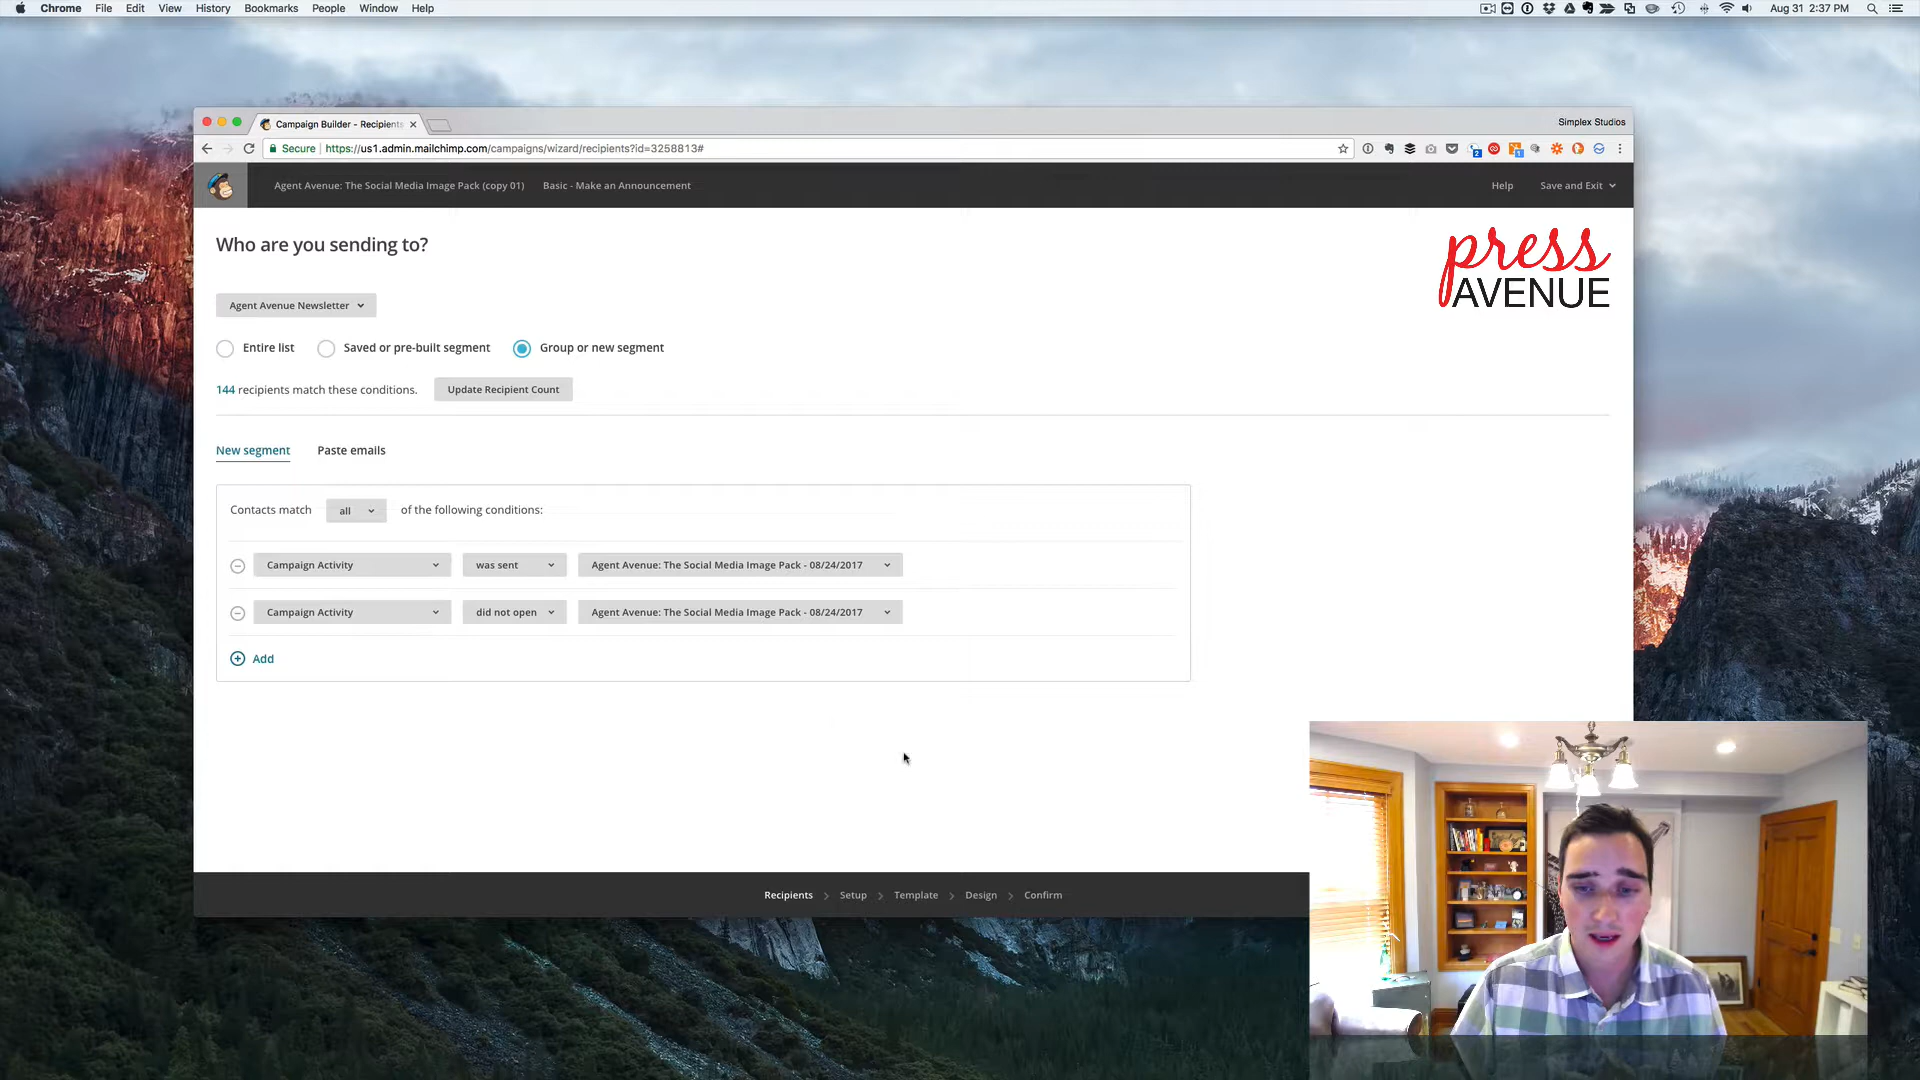 Chrome File Edit View History Bookmarks People Window Help
Aug 31 2:37 PM
Campaign Builder - Recipients
Simplex Studios
Secure https://us1.admin.mailchimp.com/campaigns/wizard/recipients?id=3258813#
Agent Avenue: The Social Media Image Pack (copy 01) Basic - Make an Announcement Help Save and Exit
Who are you sending to?
press
AVENUE
Agent Avenue Newsletter
Entire list Saved or pre-built segment Group or new segment
144 recipients match these conditions. Update Recipient Count
New segment Paste emails
Contacts match all of the following conditions:
Campaign Activity was sent Agent Avenue: The Social Media Image Pack - 08/24/2017
Campaign Activity did not open Agent Avenue: The Social Media Image Pack - 08/24/2017
Add
Recipients > Setup > Template > Design > Confirm